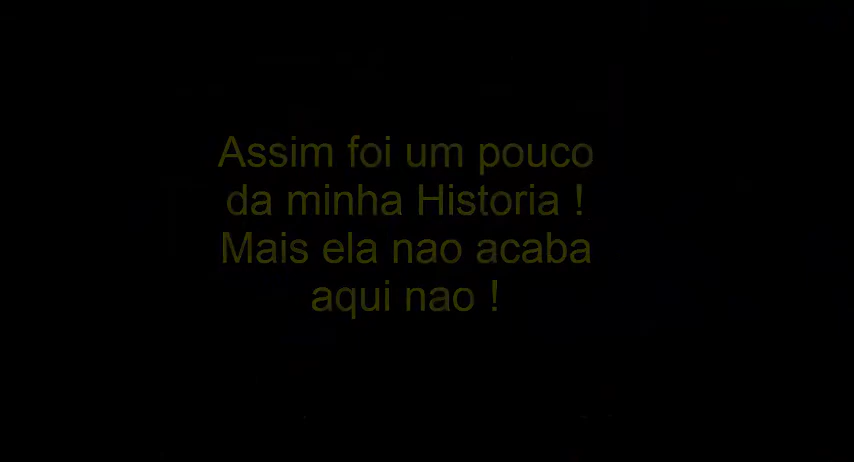 Assim foi um pouco
da minha Historia !
Mais ela nao acaba
aqui nao !